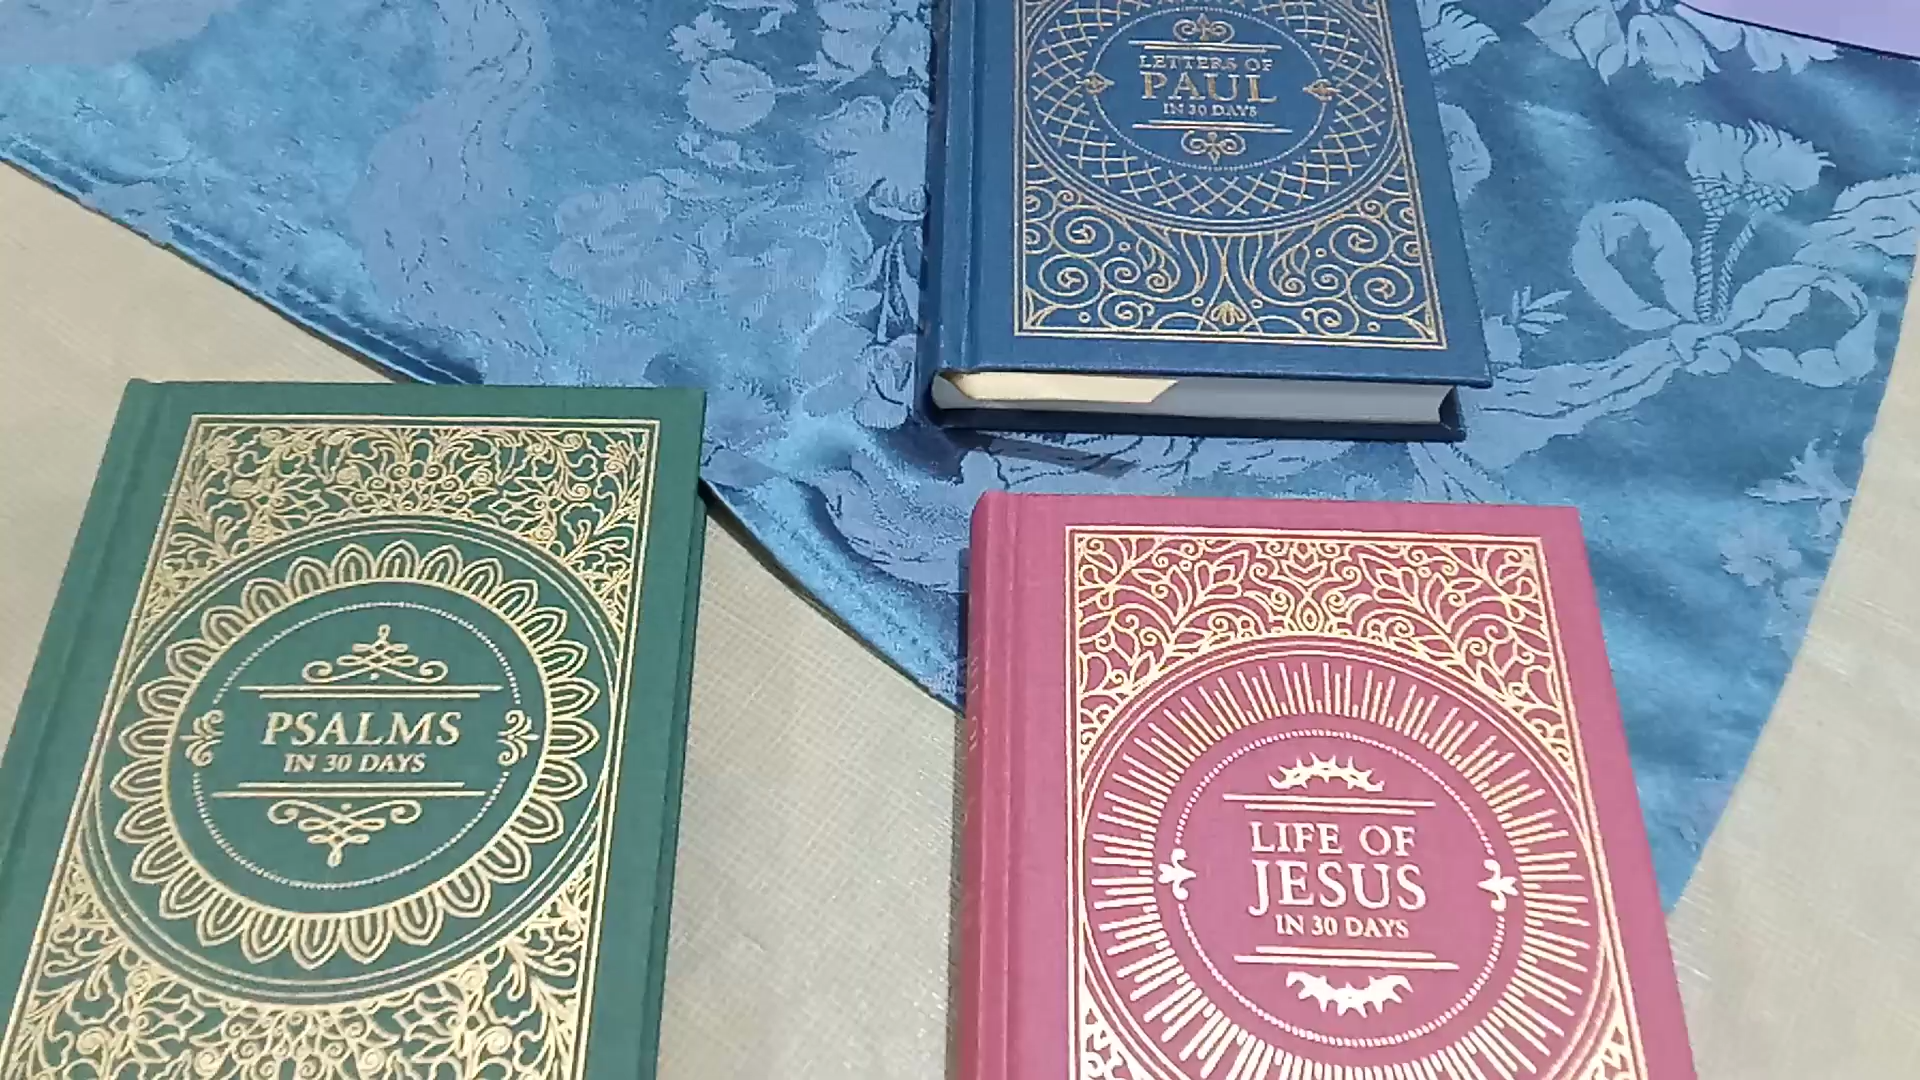 LETTERS OF
PAUL
IN 30 DAYS
PSALMS
IN 30 DAYS
LIFE OF
JESUS
IN 30 DAYS